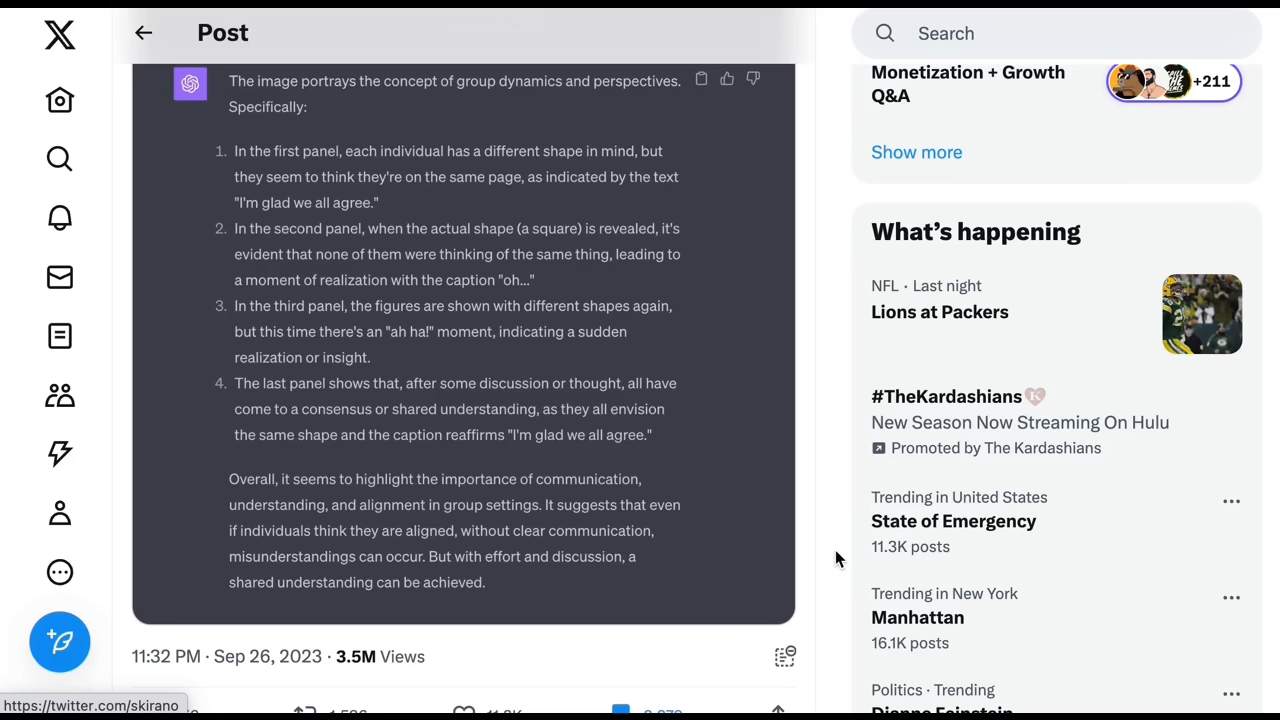 Post
The image portrays the concept of group dynamics and perspectives.
Specifically:
1. In the first panel, each individual has a different shape in mind, but
they seem to think they're on the same page, as indicated by the text
"I'm glad we all agree."
2. In the second panel, when the actual shape (a square) is revealed, it's
evident that none of them were thinking of the same thing, leading to
a moment of realization with the caption "oh..."
3. In the third panel, the figures are shown with different shapes again,
but this time there's an "ah ha!" moment, indicating a sudden
realization or insight.
4. The last panel shows that, after some discussion or thought, all have
come to a consensus or shared understanding, as they all envision
the same shape and the caption reaffirms "I'm glad we all agree."
Overall, it seems to highlight the importance of communication,
understanding, and alignment in group settings. It suggests that even
if individuals think they are aligned, without clear communication,
misunderstandings can occur. But with effort and discussion, a
shared understanding can be achieved.
11:32 PM · Sep 26, 2023 · 3.5M Views
https://twitter.com/skirano
Search
Monetization + Growth
Q&A
+211
Show more
What's happening
NFL · Last night
Lions at Packers
#TheKardashians
New Season Now Streaming On Hulu
Promoted by The Kardashians
Trending in United States
State of Emergency
11.3K posts
Trending in New York
Manhattan
16.1K posts
Politics · Trending
Dianne Feinstein